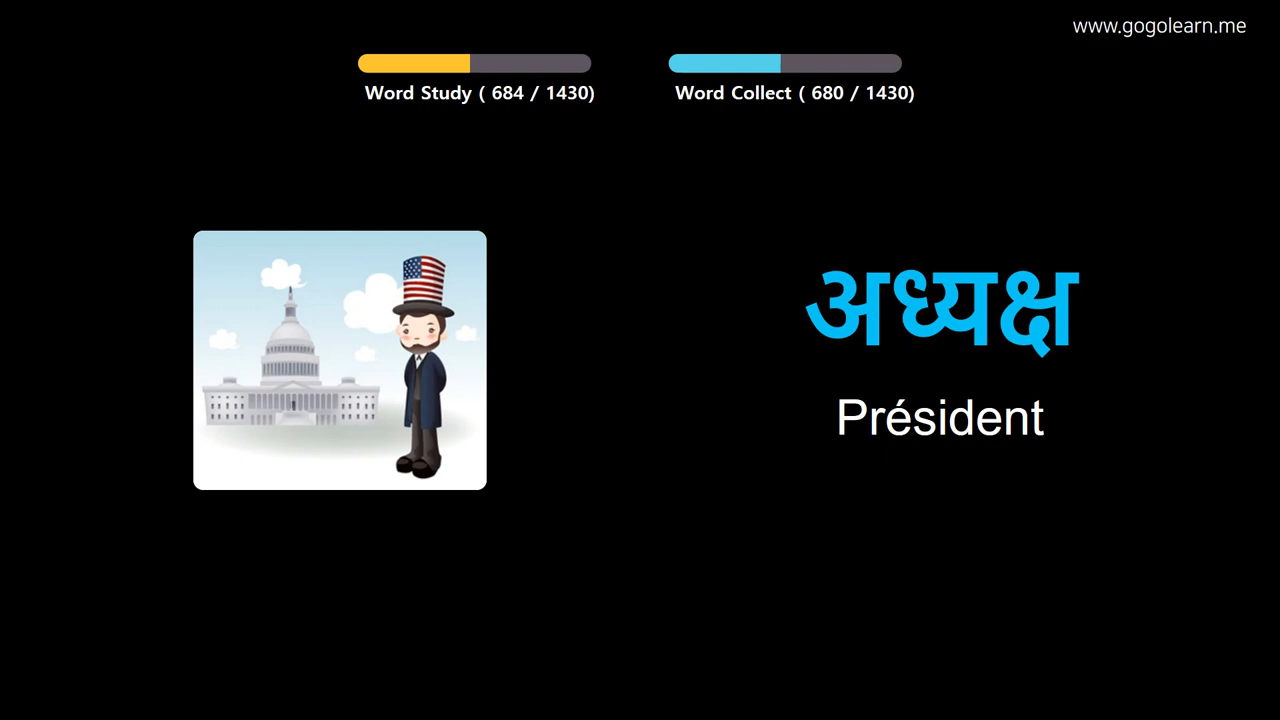 www.gogolearn.me
Word Study ( 684 / 1430)
Word Collect ( 680 / 1430)
अध्यक्ष
Président